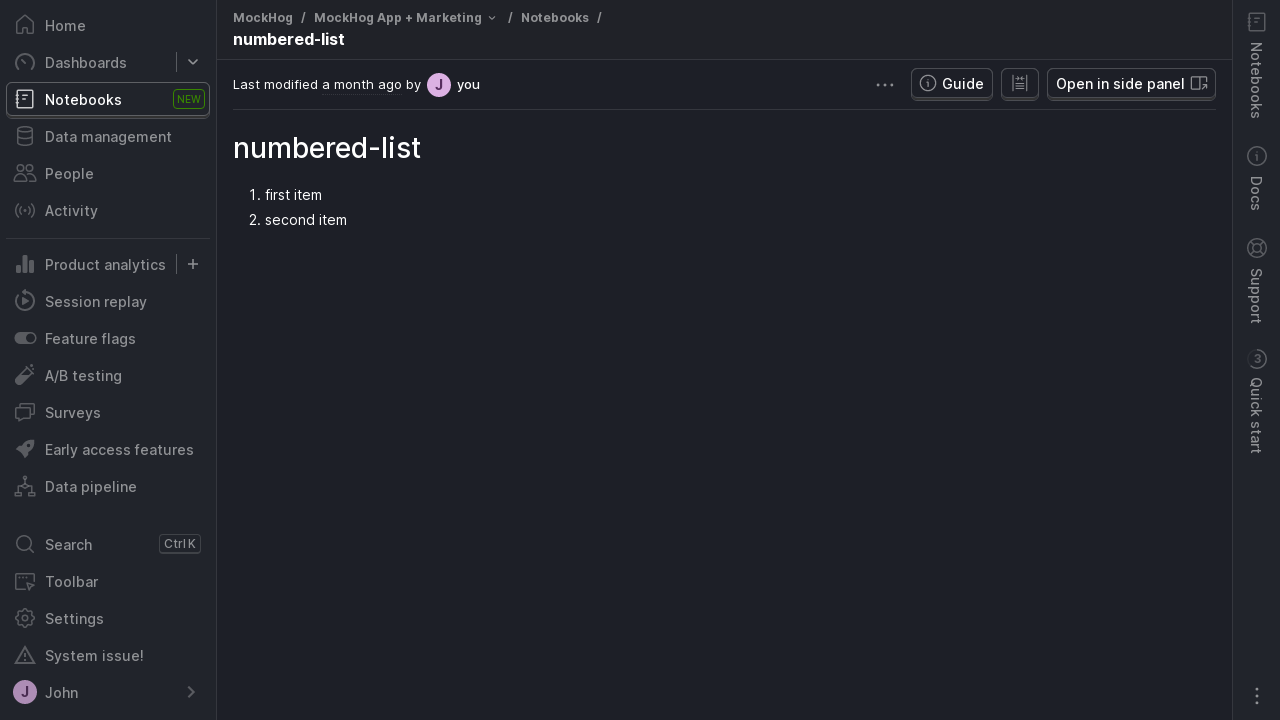 Home
Dashboards
Notebooks NEW
Data management
People
Activity
Product analytics
Session replay
Feature flags
A/B testing
Surveys
Early access features
Data pipeline
Search Ctrl K
Toolbar
Settings
System issue!
J John
MockHog / MockHog App + Marketing / Notebooks /
numbered-list
Last modified a month ago by J you
Guide
Open in side panel
numbered-list
1. first item
2. second item
Notebooks
Docs
Support
3
Quick start